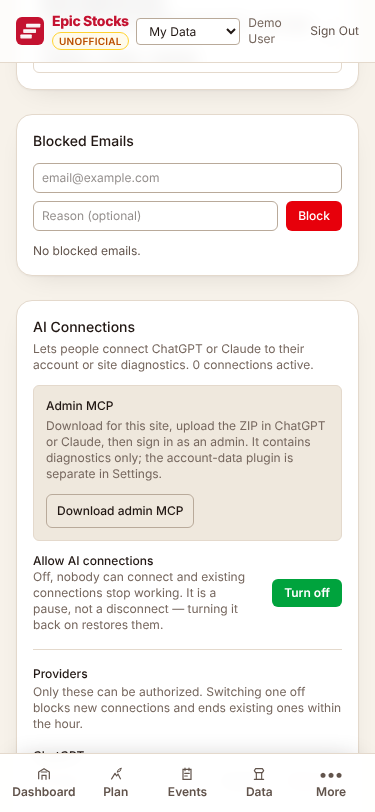 Epic Stocks
UNOFFICIAL
My Data
Demo
User
Sign Out
Blocked Emails
email@example.com
Reason (optional)
Block
No blocked emails.
AI Connections
Lets people connect ChatGPT or Claude to their
account or site diagnostics. 0 connections active.
Admin MCP
Download for this site, upload the ZIP in ChatGPT
or Claude, then sign in as an admin. It contains
diagnostics only; the account-data plugin is
separate in Settings.
Download admin MCP
Allow AI connections
Off, nobody can connect and existing
connections stop working. It is a
pause, not a disconnect — turning it
back on restores them.
Turn off
Providers
Only these can be authorized. Switching one off
blocks new connections and ends existing ones within
the hour.
Dashboard
Plan
Events
Data
More